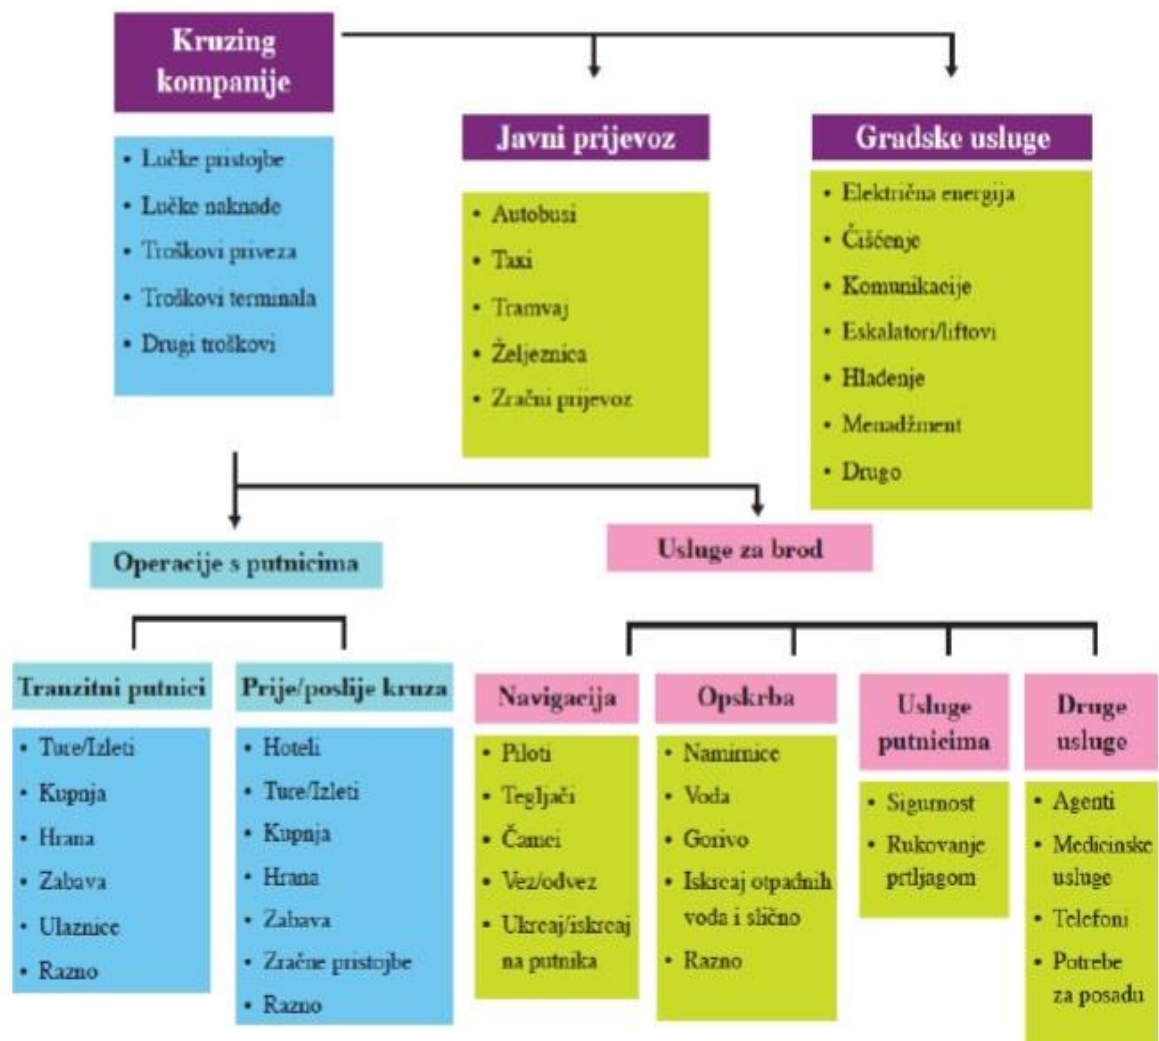 Kruzing
kompanije
• Lučke pristojbe
• Lučke naknade
• Troškovi priveza
• Troškovi terminala
• Drugi troškovi
Javni prijevoz
• Autobusi
• Taxi
• Tramvaj
• Željeznica
• Zračni prijevoz
Gradske usluge
• Električna energija
• Čišćenje
• Komunikacije
• Eskalatori/liftovi
• Hlađenje
• Menadžment
• Drugo
Operacije s putnicima
Usluge za brod
Tranzitni putnici
• Ture/Izleti
• Kupnja
• Hrana
• Zabava
• Ulaznice
• Razno
Prije/poslije kruza
• Hoteli
• Ture/Izleti
• Kupnja
• Hrana
• Zabava
• Zračne pristojbe
• Razno
Navigacija
• Piloti
• Tegljači
• Čamci
• Vez/odvez
• Ukrcaj/iskrcaj
na putnika
Opskrba
• Namirnice
• Voda
• Gorivo
• Iskrcaj otpadnih
voda i slično
• Razno
Usluge
putnicima
• Sigurnost
• Rukovanje
prtljagom
Druge
usluge
• Agenti
• Medicinske
usluge
• Telefoni
• Potrebe
za posadu